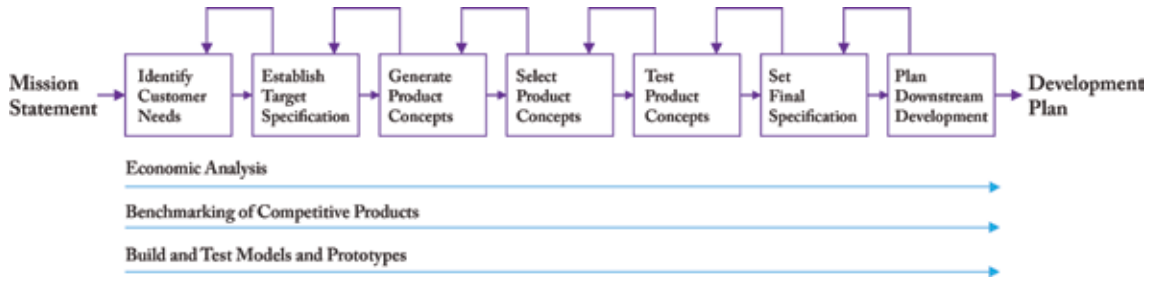 Mission
Statement
Identify
Customer
Needs
Establish
Target
Specification
Generate
Product
Concepts
Select
Product
Concepts
Test
Product
Concepts
Set
Final
Specification
Plan
Downstream
Development
Development
Plan
Economic Analysis
Benchmarking of Competitive Products
Build and Test Models and Prototypes